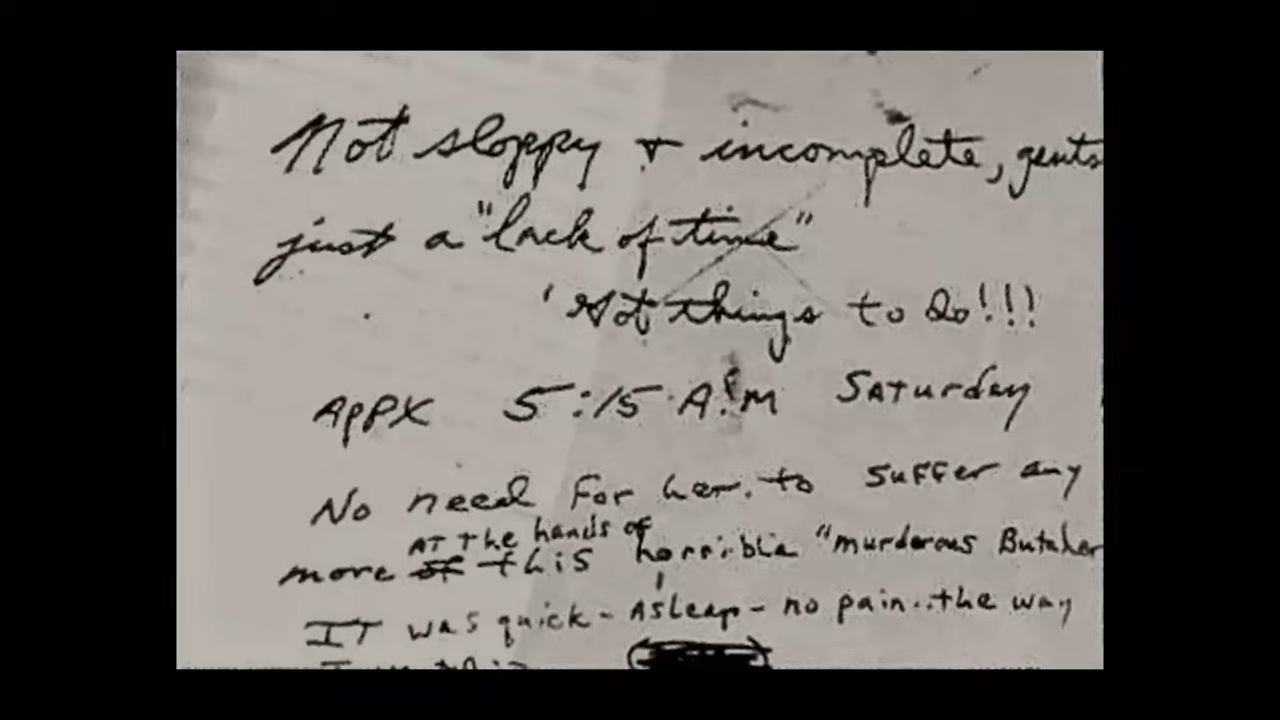 Not sloppy + incomplete, gents
just a "lack of time"
'Got things to do!!!
APPX 5:15 A.M Saturday
No need For her. to suffer any
AT The hands of
more of this horrible "murderous Butcher
IT was quick - Asleep - no pain..the way